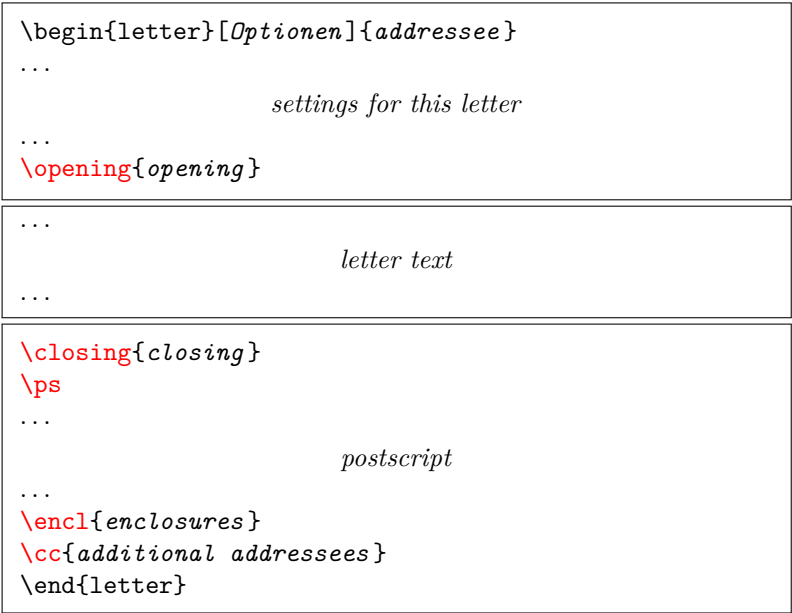 \begin{letter}[Optionen]{addressee}
...
settings for this letter
...
\opening{opening}
...
letter text
...
\closing{closing}
\ps
...
postscript
...
\encl{enclosures}
\cc{additional addressees}
\end{letter}